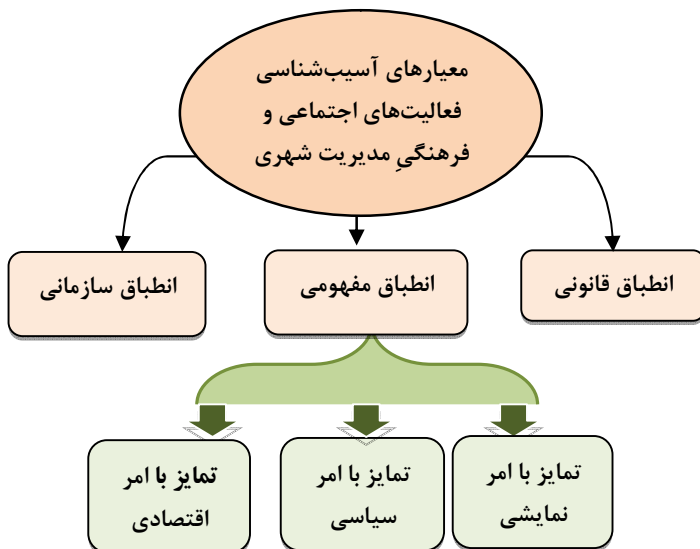 معیارهای آسیب‌شناسی
فعالیت‌های اجتماعی و
فرهنگیِ مدیریت شهری
انطباق قانونی
انطباق مفهومی
انطباق سازمانی
تمایز با امر
نمایشی
تمایز با امر
سیاسی
تمایز با امر
اقتصادی